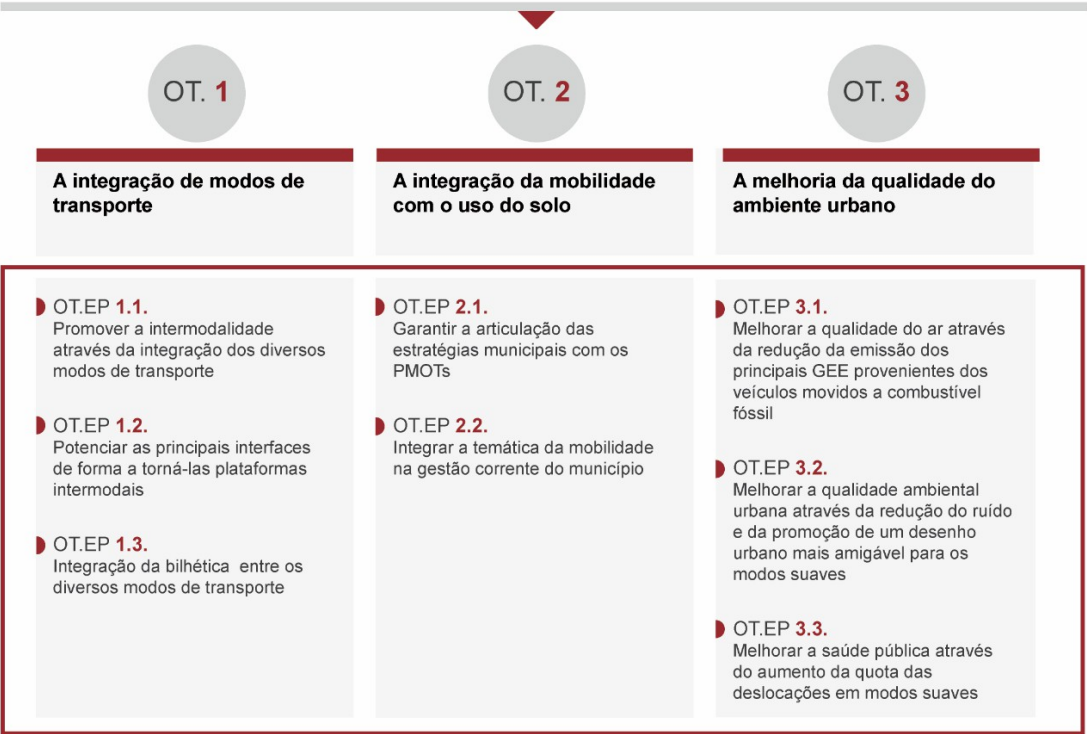 OT. 1
OT. 2
OT. 3
A integração de modos de
transporte
A integração da mobilidade
com o uso do solo
A melhoria da qualidade do
ambiente urbano
OT.EP 1.1.
Promover a intermodalidade
através da integração dos diversos
modos de transporte
OT.EP 1.2.
Potenciar as principais interfaces
de forma a torná-las plataformas
intermodais
OT.EP 1.3.
Integração da bilhética entre os
diversos modos de transporte
OT.EP 2.1.
Garantir a articulação das
estratégias municipais com os
PMOTs
OT.EP 2.2.
Integrar a temática da mobilidade
na gestão corrente do município
OT.EP 3.1.
Melhorar a qualidade do ar através
da redução da emissão dos
principais GEE provenientes dos
veículos movidos a combustível
fóssil
OT.EP 3.2.
Melhorar a qualidade ambiental
urbana através da redução do ruído
e da promoção de um desenho
urbano mais amigável para os
modos suaves
OT.EP 3.3.
Melhorar a saúde pública através
do aumento da quota das
deslocações em modos suaves